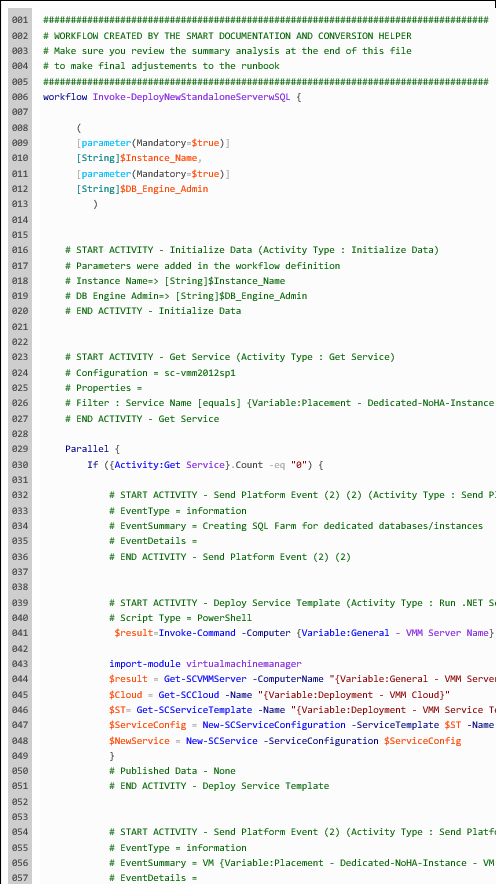 001 #################################################################################
002 # WORKFLOW CREATED BY THE SMART DOCUMENTATION AND CONVERSION HELPER
003 # Make sure you review the summary analysis at the end of this file
004 # to make final adjustements to the runbook
005 #################################################################################
006 workflow Invoke-DeployNewStandaloneServerwSQL {
007
008 (
009 [parameter(Mandatory=$true)]
010 [String]$Instance_Name,
011 [parameter(Mandatory=$true)]
012 [String]$DB_Engine_Admin
013 )
014
015
016 # START ACTIVITY - Initialize Data (Activity Type : Initialize Data)
017 # Parameters were added in the workflow definition
018 # Instance Name=> [String]$Instance_Name
019 # DB Engine Admin=> [String]$DB_Engine_Admin
020 # END ACTIVITY - Initialize Data
021
022
023 # START ACTIVITY - Get Service (Activity Type : Get Service)
024 # Configuration = sc-vmm2012sp1
025 # Properties =
026 # Filter : Service Name [equals] {Variable:Placement - Dedicated-NoHA-Instance
027 # END ACTIVITY - Get Service
028
029 Parallel {
030 If ({Activity:Get Service}.Count -eq "0") {
031
032 # START ACTIVITY - Send Platform Event (2) (2) (Activity Type : Send Pl
033 # EventType = information
034 # EventSummary = Creating SQL Farm for dedicated databases/instances
035 # EventDetails =
036 # END ACTIVITY - Send Platform Event (2) (2)
037
038
039 # START ACTIVITY - Deploy Service Template (Activity Type : Run .NET Sc
040 # Script Type = PowerShell
041 $result=Invoke-Command -Computer {Variable:General - VMM Server Name}
042
043 import-module virtualmachinemanager
044 $result = Get-SCVMMServer -ComputerName "{Variable:General - VMM Server
045 $Cloud = Get-SCCloud -Name "{Variable:Deployment - VMM Cloud}"
046 $ST= Get-SCServiceTemplate -Name "{Variable:Deployment - VMM Service Te
047 $ServiceConfig = New-SCServiceConfiguration -ServiceTemplate $ST -Name
048 $NewService = New-SCService -ServiceConfiguration $ServiceConfig
049 }
050 # Published Data - None
051 # END ACTIVITY - Deploy Service Template
052
053
054 # START ACTIVITY - Send Platform Event (2) (Activity Type : Send Platfo
055 # EventType = information
056 # EventSummary = VM {Variable:Placement - Dedicated-NoHA-Instance - VM
057 # EventDetails =